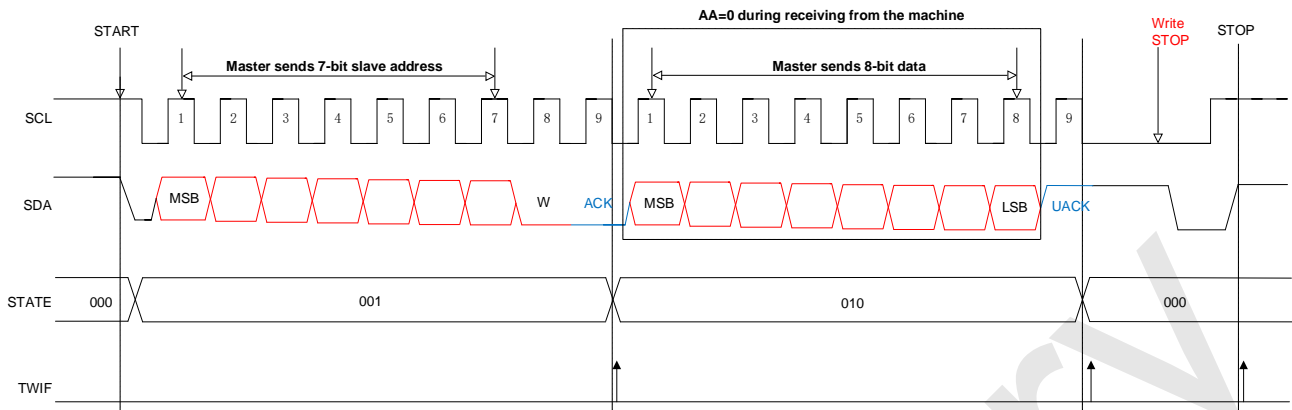 AA=0 during receiving from the machine
START
Write
STOP
STOP
Master sends 7-bit slave address
Master sends 8-bit data
SCL
1 2 3 4 5 6 7 8 9 1 2 3 4 5 6 7 8 9
SDA
MSB W ACK MSB LSB UACK
STATE 000 001 010 000
TWIF